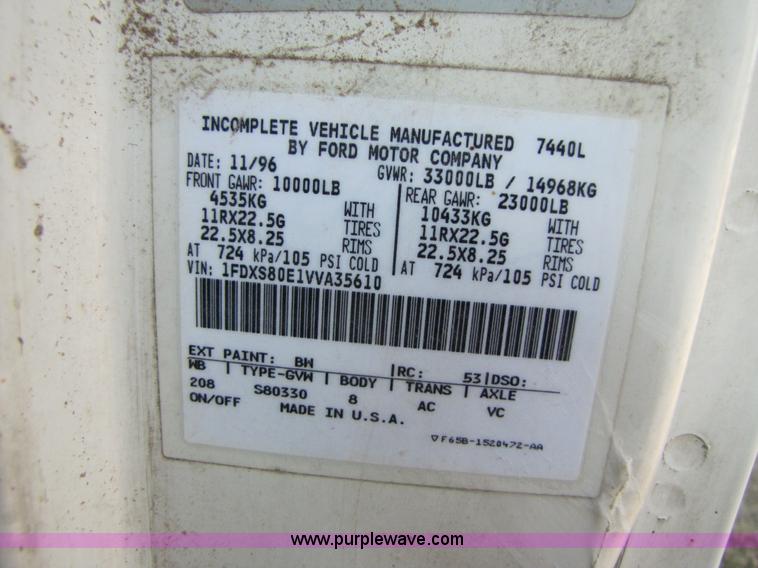 INCOMPLETE VEHICLE MANUFACTURED 7440L
BY FORD MOTOR COMPANY
DATE: 11/96 GVWR: 33000LB / 14968KG
FRONT GAWR: 10000LB REAR GAWR: 23000LB
4535KG WITH 10433KG WITH
11RX22.5G TIRES 11RX22.5G TIRES
22.5X8.25 RIMS 22.5X8.25 RIMS
AT 724 kPa/105 PSI COLD AT 724 kPa/105 PSI COLD
VIN: 1FDXS80E1VVA35610
EXT PAINT: BW RC: 53 DSO:
WB TYPE-GVW BODY TRANS AXLE
208 S80330 8 AC VC
ON/OFF MADE IN U.S.A.
F65B-1520472-AA
www.purplewave.com